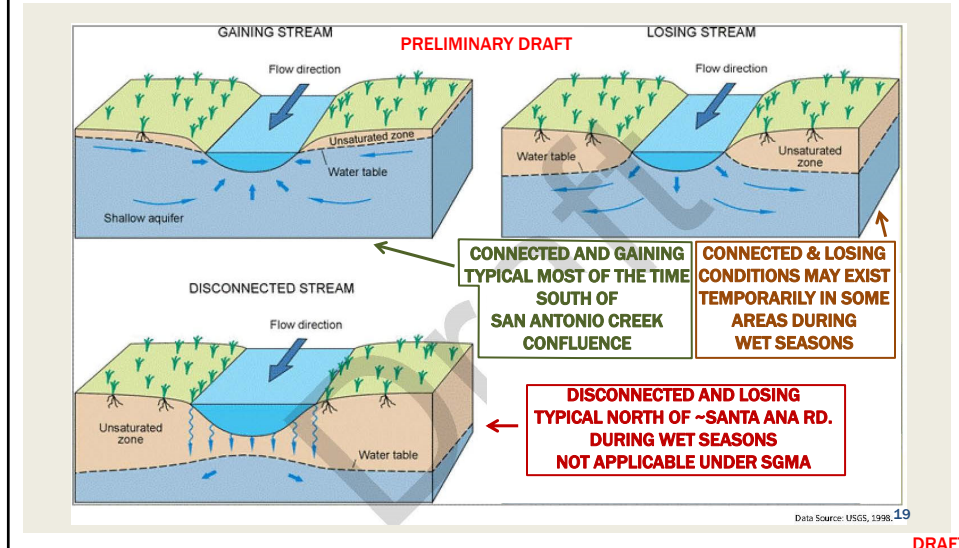 GAINING STREAM
PRELIMINARY DRAFT
LOSING STREAM
Flow direction
Flow direction
Unsaturated zone
Water table
Shallow aquifer
Water table
Unsaturated
zone
CONNECTED AND GAINING
TYPICAL MOST OF THE TIME
SOUTH OF
SAN ANTONIO CREEK
CONFLUENCE
CONNECTED & LOSING
CONDITIONS MAY EXIST
TEMPORARILY IN SOME
AREAS DURING
WET SEASONS
DISCONNECTED STREAM
Flow direction
Unsaturated
zone
Water table
DISCONNECTED AND LOSING
TYPICAL NORTH OF ~SANTA ANA RD.
DURING WET SEASONS
NOT APPLICABLE UNDER SGMA
Draft
Data Source: USGS, 1998.
19
DRAFT